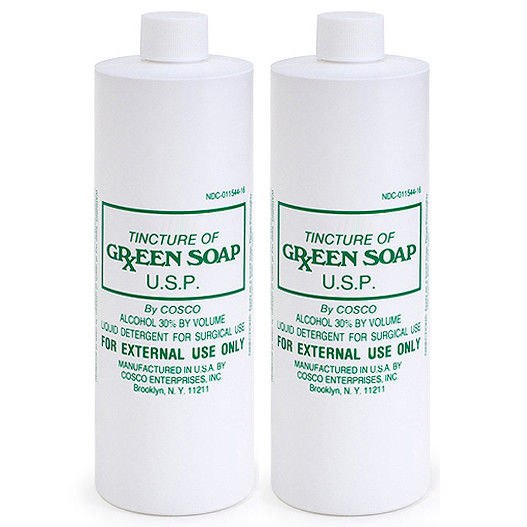 NDC-011544-16
TINCTURE OF
GREEN SOAP
U.S.P.
By COSCO
ALCOHOL 30% BY VOLUME
LIQUID DETERGENT FOR SURGICAL USE
FOR EXTERNAL USE ONLY
MANUFACTURED IN U.S.A. BY
COSCO ENTERPRISES, INC.
Brooklyn, N. Y. 11211
NDC-011544-16
TINCTURE OF
GREEN SOAP
U.S.P.
By COSCO
ALCOHOL 30% BY VOLUME
LIQUID DETERGENT FOR SURGICAL USE
FOR EXTERNAL USE ONLY
MANUFACTURED IN U.S.A. BY
COSCO ENTERPRISES, INC.
Brooklyn, N. Y. 11211